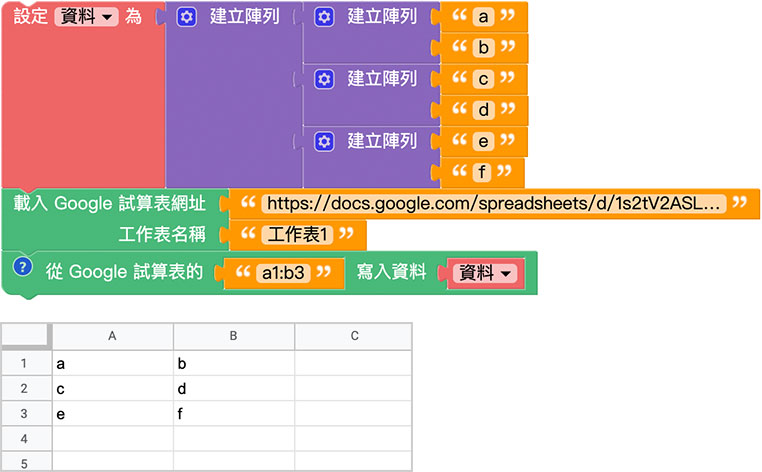 設定 資料 為 建立陣列 建立陣列 “ a ”
“ b ”
建立陣列 “ c ”
“ d ”
建立陣列 “ e ”
“ f ”
載入 Google 試算表網址 “ https://docs.google.com/spreadsheets/d/1s2tV2ASL... ”
工作表名稱 “ 工作表1 ”
? 從 Google 試算表的 “ a1:b3 ” 寫入資料 資料
A B C
1 a b
2 c d
3 e f
4
5